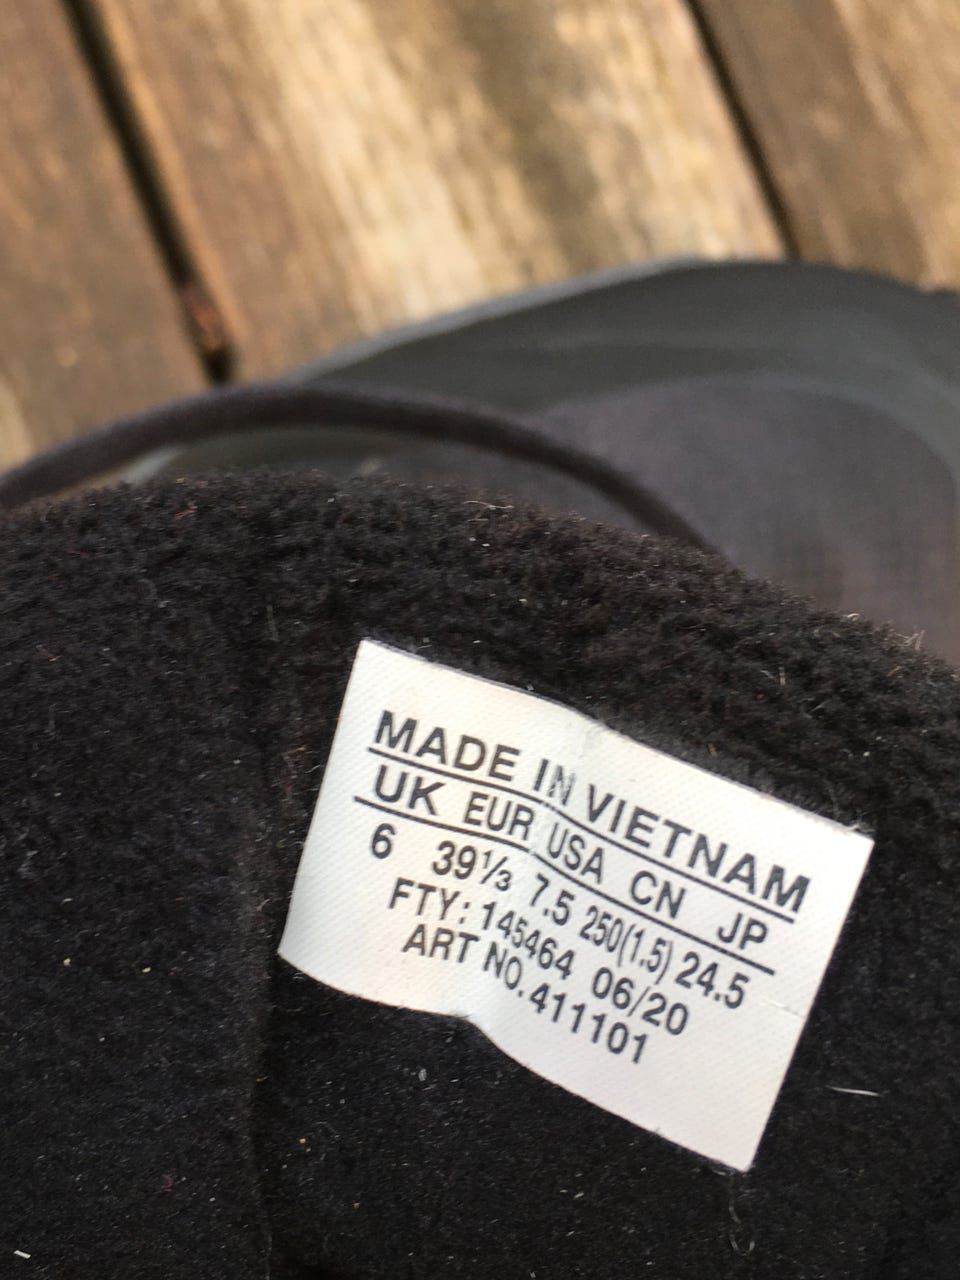 MADE IN VIETNAM
UK EUR USA CN JP
6 39⅓ 7.5 250(1.5) 24.5
FTY: 145464 06/20
ART NO. 411101